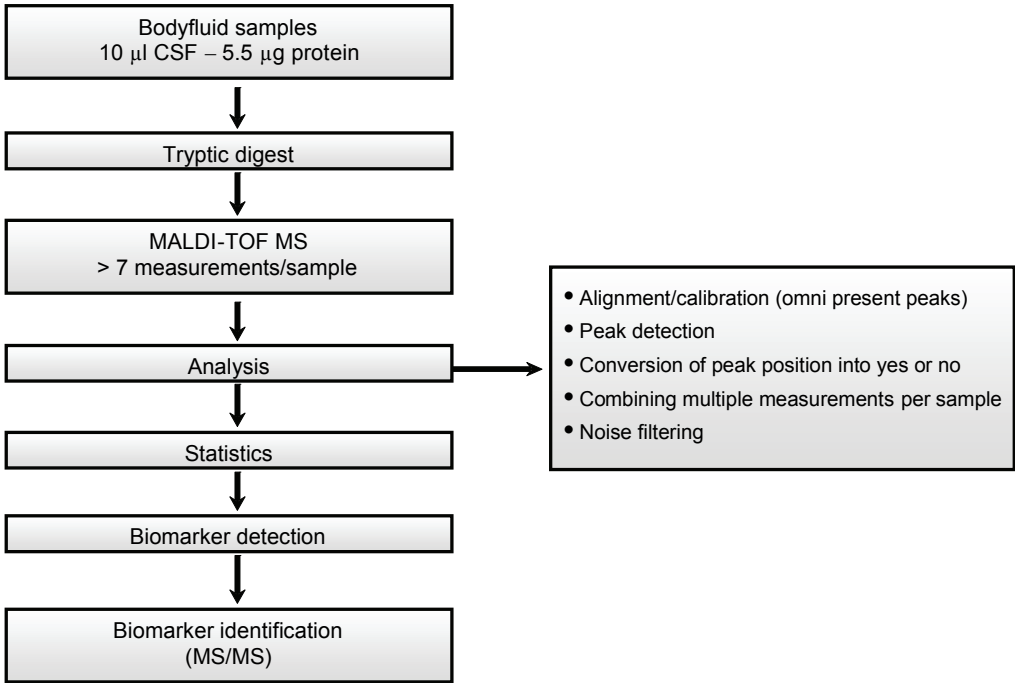 Bodyfluid samples
10 µl CSF – 5.5 µg protein
Tryptic digest
MALDI-TOF MS
> 7 measurements/sample
Analysis
• Alignment/calibration (omni present peaks)
• Peak detection
• Conversion of peak position into yes or no
• Combining multiple measurements per sample
• Noise filtering
Statistics
Biomarker detection
Biomarker identification
(MS/MS)